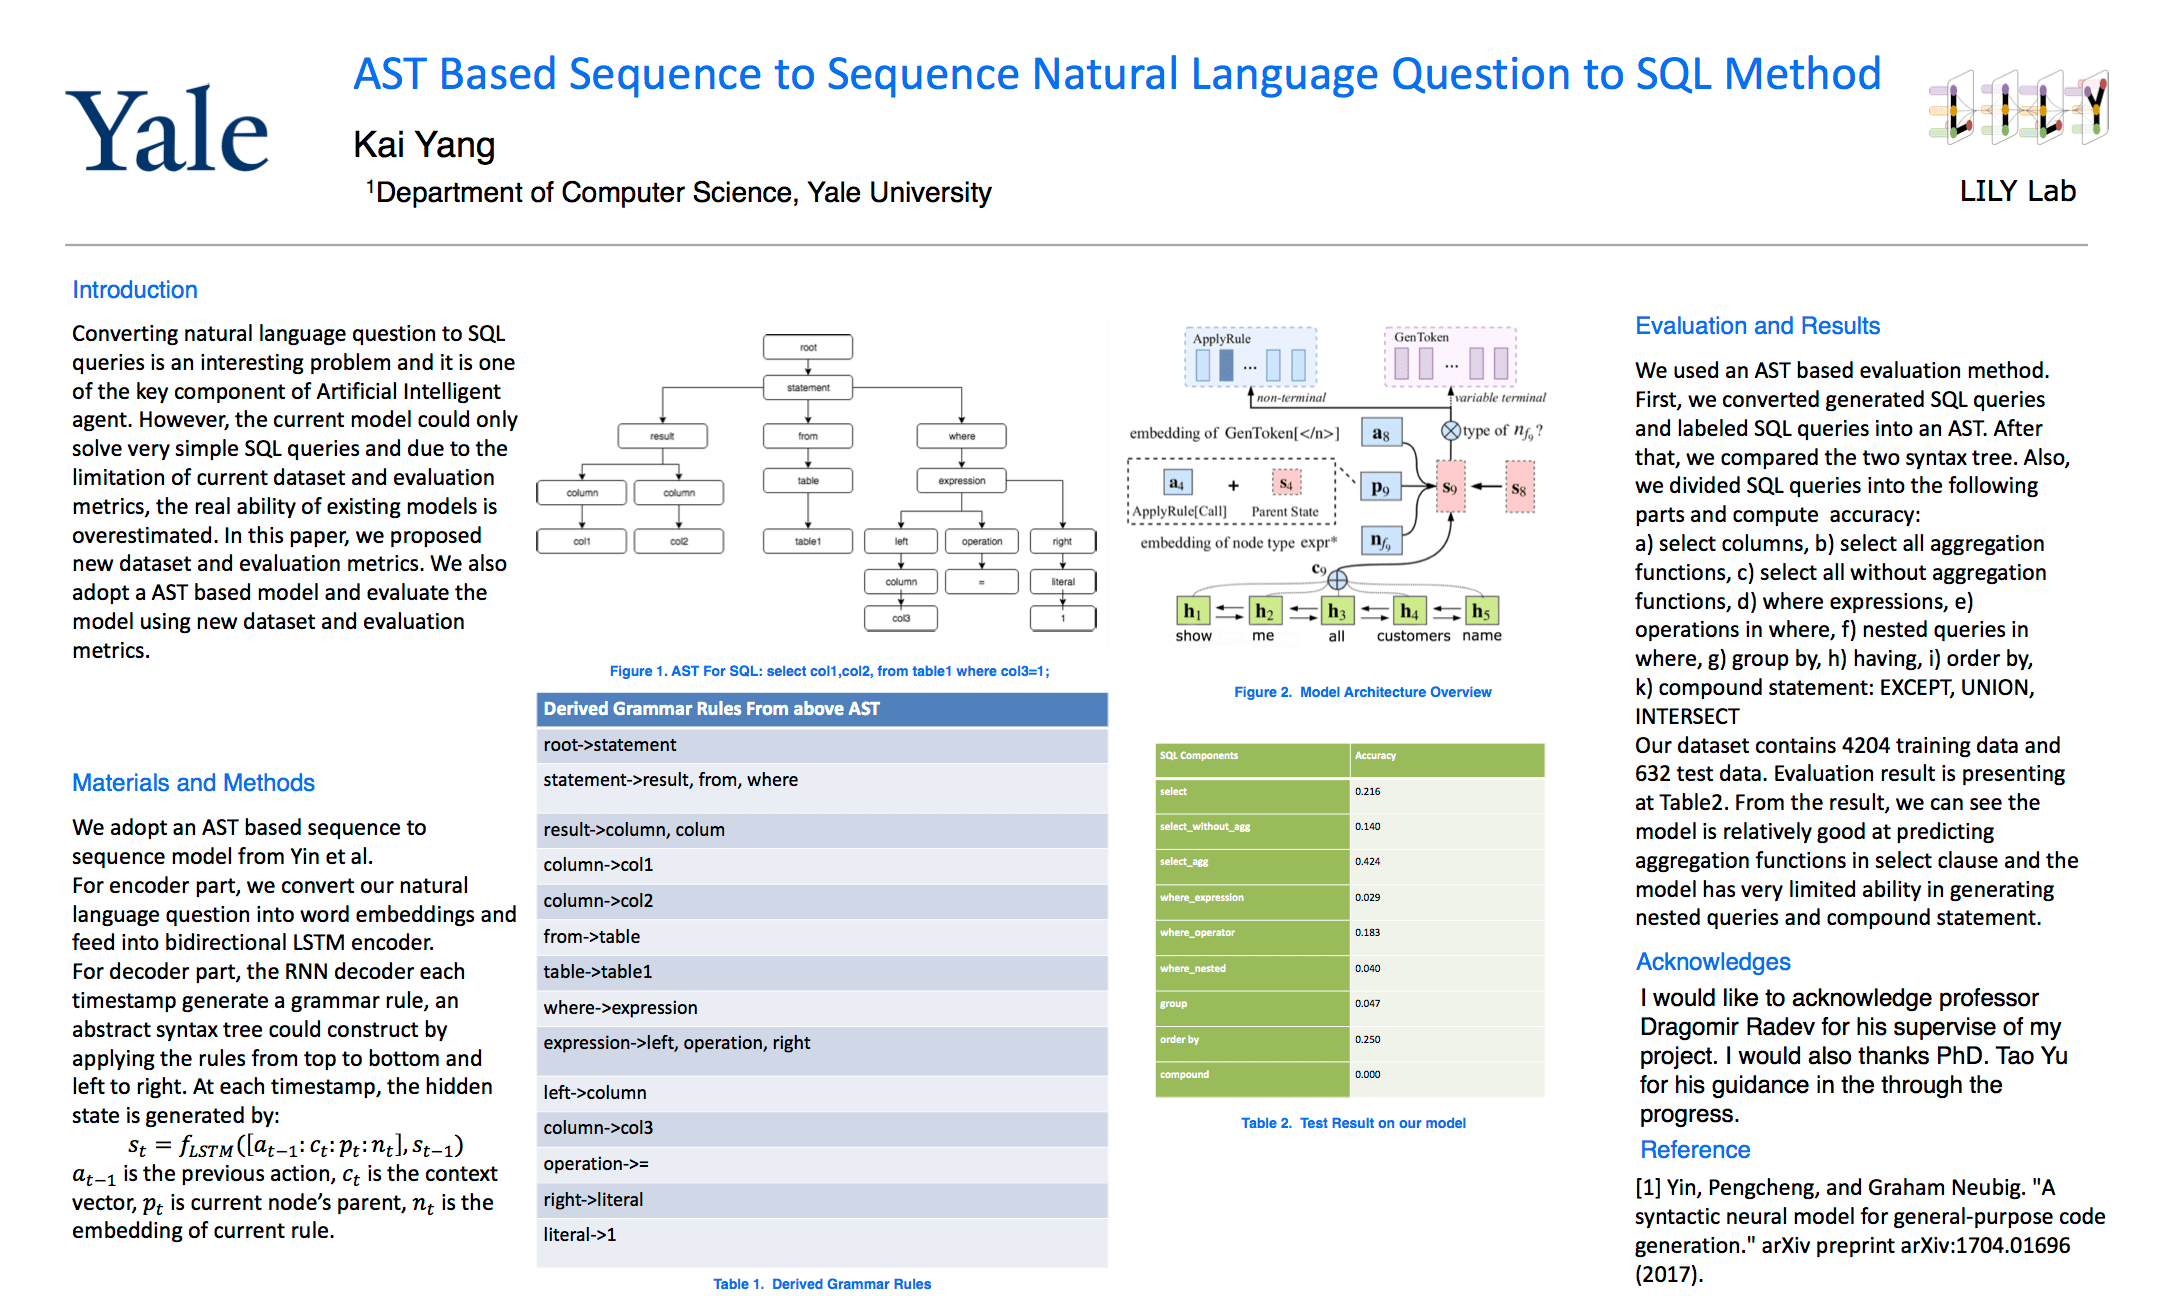 Yale
AST Based Sequence to Sequence Natural Language Question to SQL Method
Kai Yang
¹Department of Computer Science, Yale University
LILY
LILY Lab
Introduction
Converting natural language question to SQL
queries is an interesting problem and it is one
of the key component of Artificial Intelligent
agent. However, the current model could only
solve very simple SQL queries and due to the
limitation of current dataset and evaluation
metrics, the real ability of existing models is
overestimated. In this paper, we proposed
new dataset and evaluation metrics. We also
adopt a AST based model and evaluate the
model using new dataset and evaluation
metrics.
Materials and Methods
We adopt an AST based sequence to
sequence model from Yin et al.
For encoder part, we convert our natural
language question into word embeddings and
feed into bidirectional LSTM encoder.
For decoder part, the RNN decoder each
timestamp generate a grammar rule, an
abstract syntax tree could construct by
applying the rules from top to bottom and
left to right. At each timestamp, the hidden
state is generated by:
s_t = f_LSTM([a_t−1: c_t: p_t: n_t], s_t−1)
a_t−1 is the previous action, c_t is the context
vector, p_t is current node's parent, n_t is the
embedding of current rule.
root
statement
result from where
column column table expression
col1 col2 table1 left operation right
column = literal
col3 1
Figure 1. AST For SQL: select col1,col2, from table1 where col3=1;
Derived Grammar Rules From above AST
root->statement
statement->result, from, where
result->column, colum
column->col1
column->col2
from->table
table->table1
where->expression
expression->left, operation, right
left->column
column->col3
operation->=
right->literal
literal->1
Table 1. Derived Grammar Rules
ApplyRule GenToken
... ...
non-terminal variable terminal
embedding of GenToken[</n>] a8 type of n_f9?
a4 + s4 p9 s9 s8
ApplyRule[Call] Parent State
embedding of node type expr* n_f9
c9
h1 h2 h3 h4 h5
show me all customers name
Figure 2. Model Architecture Overview
SQL Components Accuracy
select 0.216
select_without_agg 0.140
select_agg 0.424
where_expression 0.029
where_operator 0.183
where_nested 0.040
group 0.047
order by 0.250
compound 0.000
Table 2. Test Result on our model
Evaluation and Results
We used an AST based evaluation method.
First, we converted generated SQL queries
and labeled SQL queries into an AST. After
that, we compared the two syntax tree. Also,
we divided SQL queries into the following
parts and compute accuracy:
a) select columns, b) select all aggregation
functions, c) select all without aggregation
functions, d) where expressions, e)
operations in where, f) nested queries in
where, g) group by, h) having, i) order by,
k) compound statement: EXCEPT, UNION,
INTERSECT
Our dataset contains 4204 training data and
632 test data. Evaluation result is presenting
at Table2. From the result, we can see the
model is relatively good at predicting
aggregation functions in select clause and the
model has very limited ability in generating
nested queries and compound statement.
Acknowledges
I would like to acknowledge professor
Dragomir Radev for his supervise of my
project. I would also thanks PhD. Tao Yu
for his guidance in the through the
progress.
Reference
[1] Yin, Pengcheng, and Graham Neubig. "A
syntactic neural model for general-purpose code
generation." arXiv preprint arXiv:1704.01696
(2017).